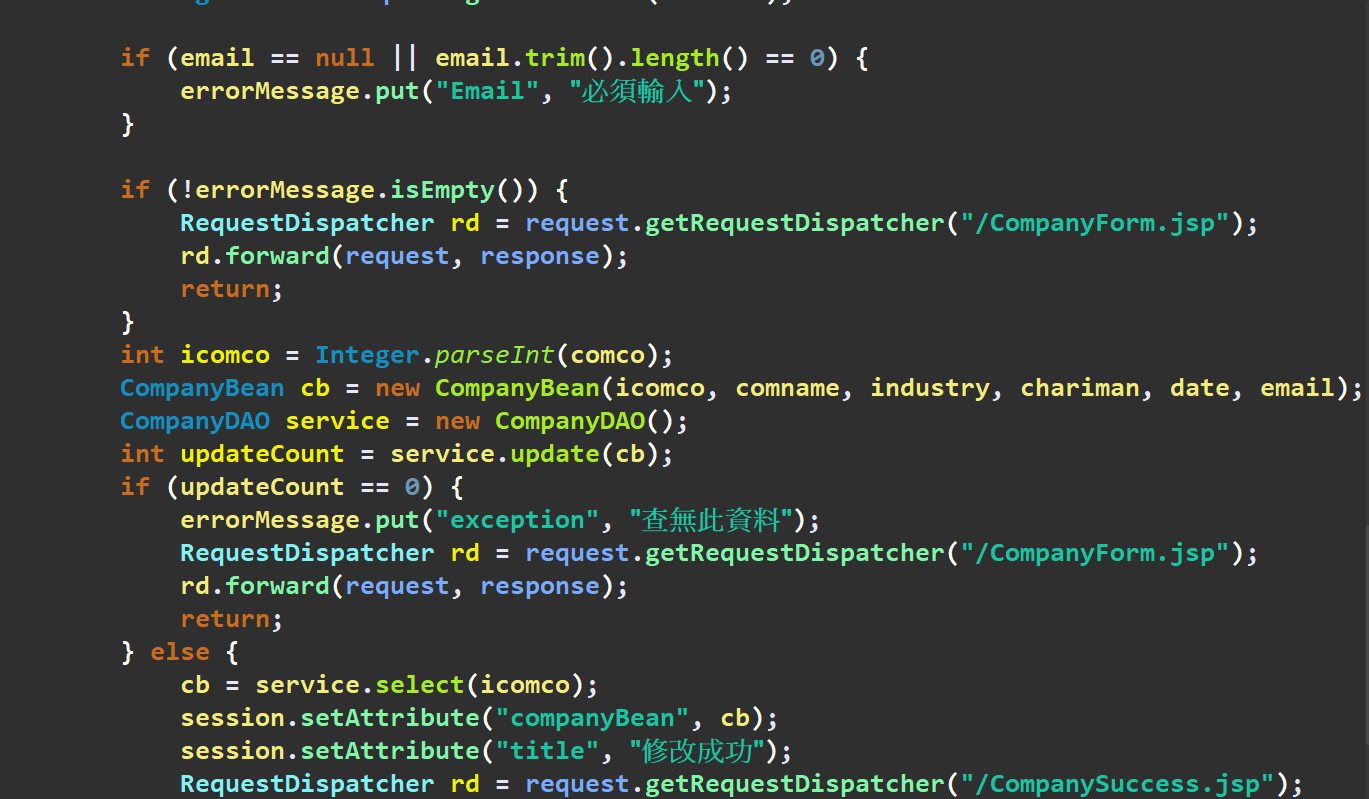 if (email == null || email.trim().length() == 0) {
errorMessage.put("Email", "必須輸入");
}
if (!errorMessage.isEmpty()) {
RequestDispatcher rd = request.getRequestDispatcher("/CompanyForm.jsp");
rd.forward(request, response);
return;
}
int icomco = Integer.parseInt(comco);
CompanyBean cb = new CompanyBean(icomco, comname, industry, chariman, date, email);
CompanyDAO service = new CompanyDAO();
int updateCount = service.update(cb);
if (updateCount == 0) {
errorMessage.put("exception", "查無此資料");
RequestDispatcher rd = request.getRequestDispatcher("/CompanyForm.jsp");
rd.forward(request, response);
return;
} else {
cb = service.select(icomco);
session.setAttribute("companyBean", cb);
session.setAttribute("title", "修改成功");
RequestDispatcher rd = request.getRequestDispatcher("/CompanySuccess.jsp");